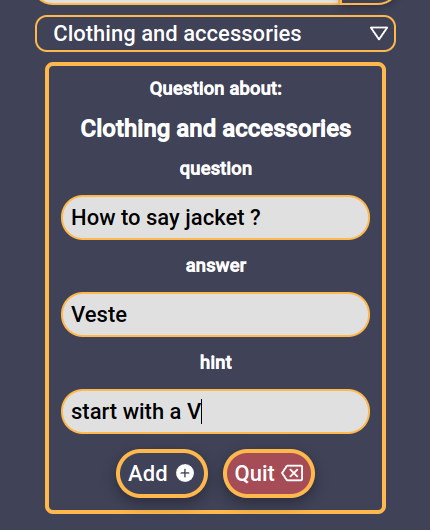 Clothing and accessories
Question about:
Clothing and accessories
question
How to say jacket ?
answer
Veste
hint
start with a V
Add
Quit